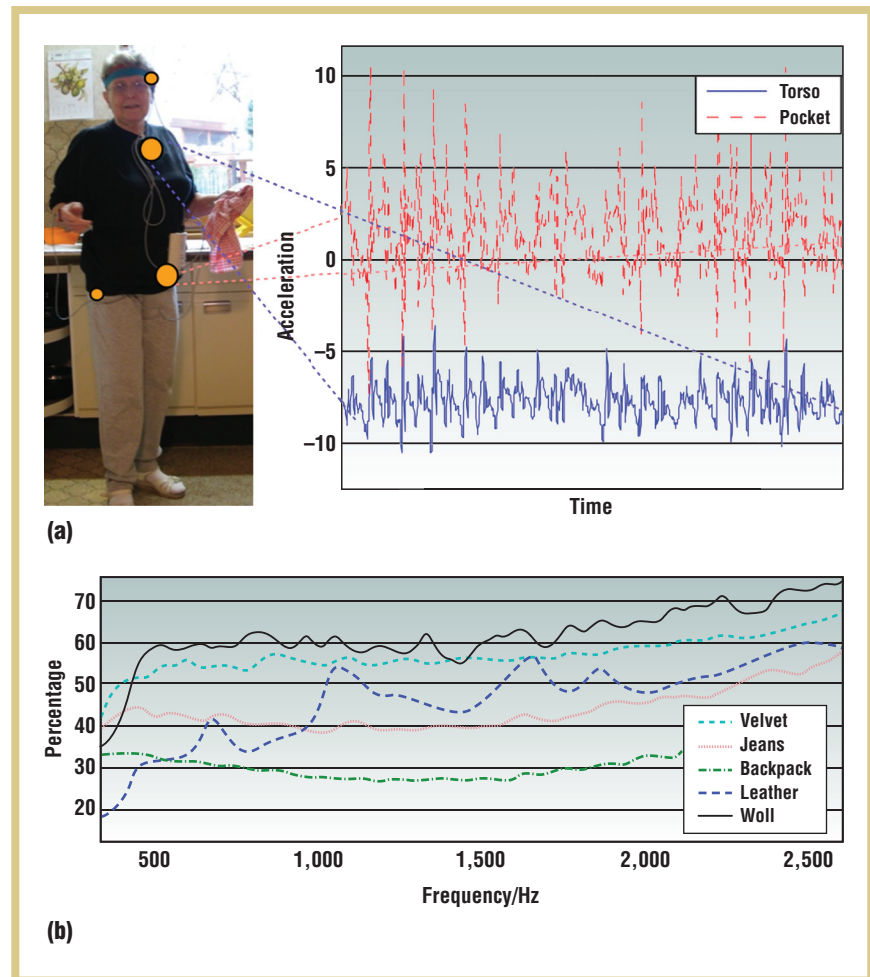 10
5
0
−5
−10
Acceleration
Time
Torso
Pocket
(a)
70
60
50
40
30
20
Percentage
500
1,000
1,500
2,000
2,500
Frequency/Hz
Velvet
Jeans
Backpack
Leather
Woll
(b)